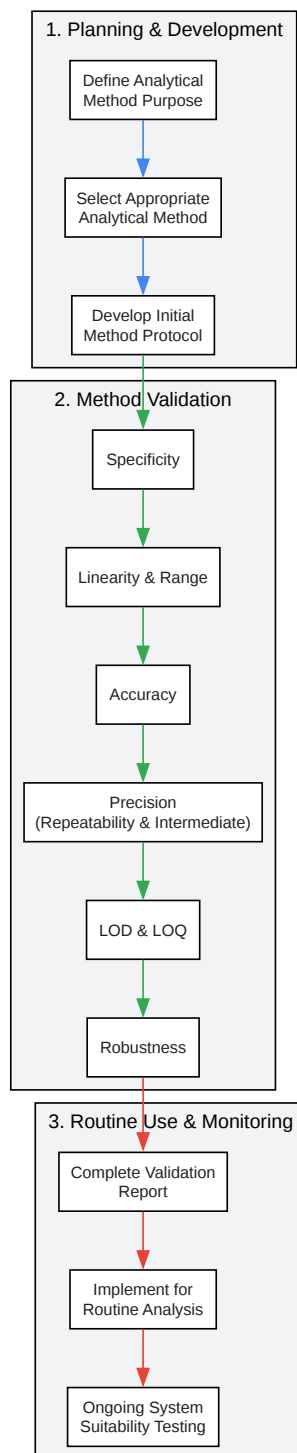 1. Planning & Development
Define Analytical
Method Purpose
Select Appropriate
Analytical Method
Develop Initial
Method Protocol
2. Method Validation
Specificity
Linearity & Range
Accuracy
Precision
(Repeatability & Intermediate)
LOD & LOQ
Robustness
3. Routine Use & Monitoring
Complete Validation
Report
Implement for
Routine Analysis
Ongoing System
Suitability Testing